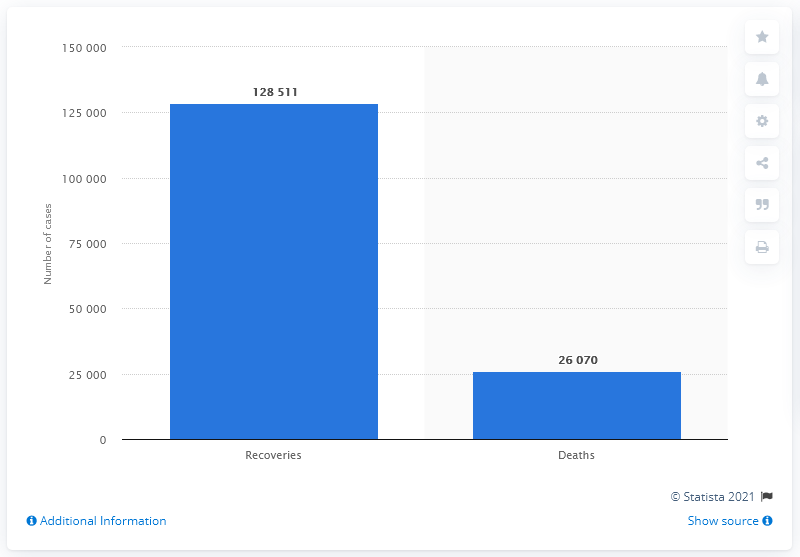 150 000
128 511
125 000
100 000
75 000
50 000
26 070
25 000
0
Number of cases
Recoveries
Deaths
© Statista 2021
Additional Information
Show source